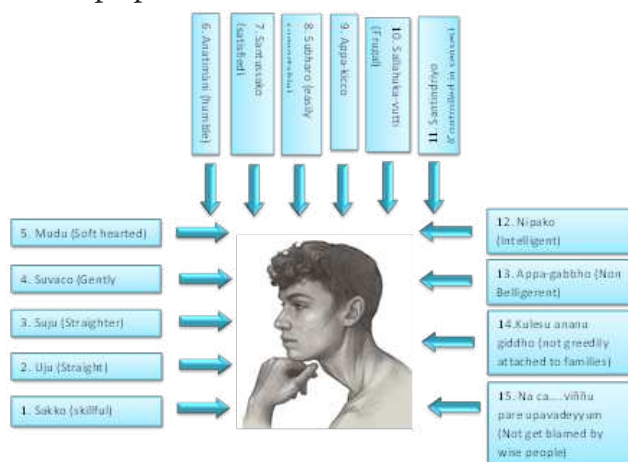 6. Anatimāni (humble)
7. Santussako
(satisfied)
8. Subharo (easily
9. Appa-kicco
10. Sallahuka-vutti
(Frugal)
11. Santindriyo
5. Mudu (Soft hearted)
4. Suvaco (Gently
3. Suju (Straighter)
2. Uju (Straight)
1. Sakko (skillful)
12. Nipako
(Intelligent)
13. Appa-gabbho (Non
Belligerent)
14.Kulesu ananu
giddho (not greedily
attached to families)
15. Na ca....viññu
pare upavadeyyum
(Not get blamed by
wise people)